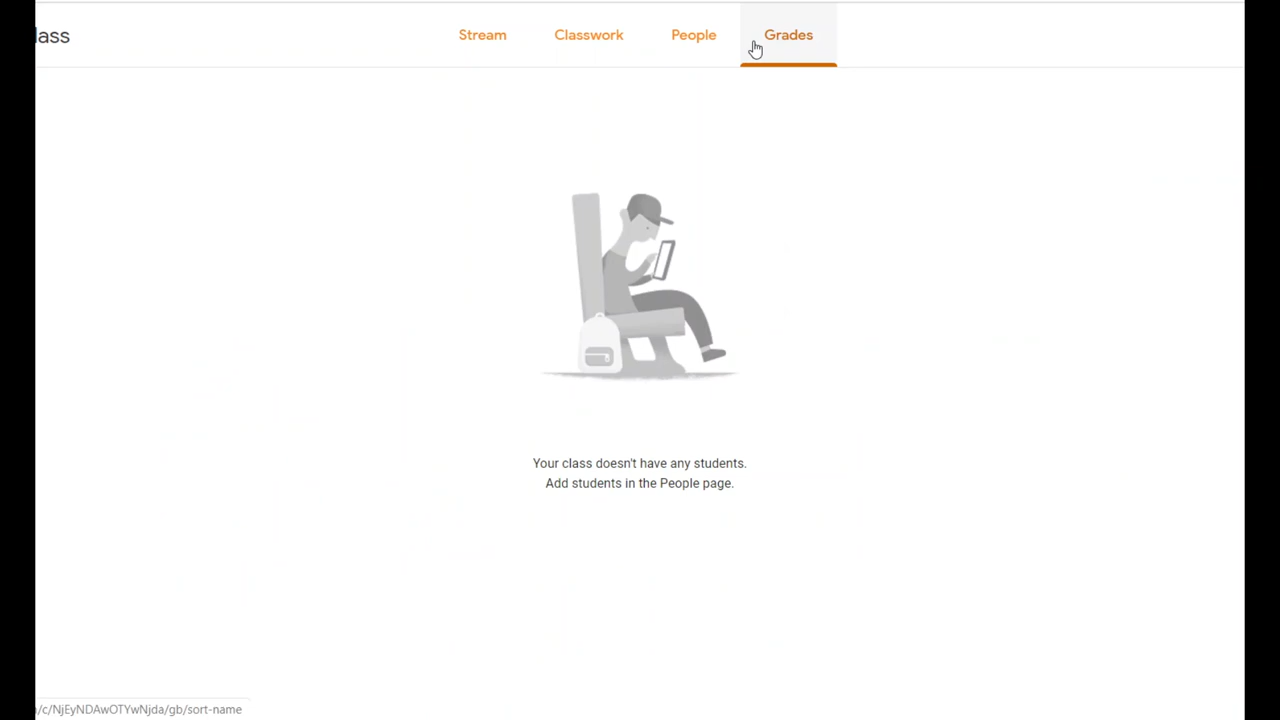 lass
Stream
Classwork
People
Grades
Your class doesn't have any students.
Add students in the People page.
/c/NjEyNDAwOTYwNjda/gb/sort-name